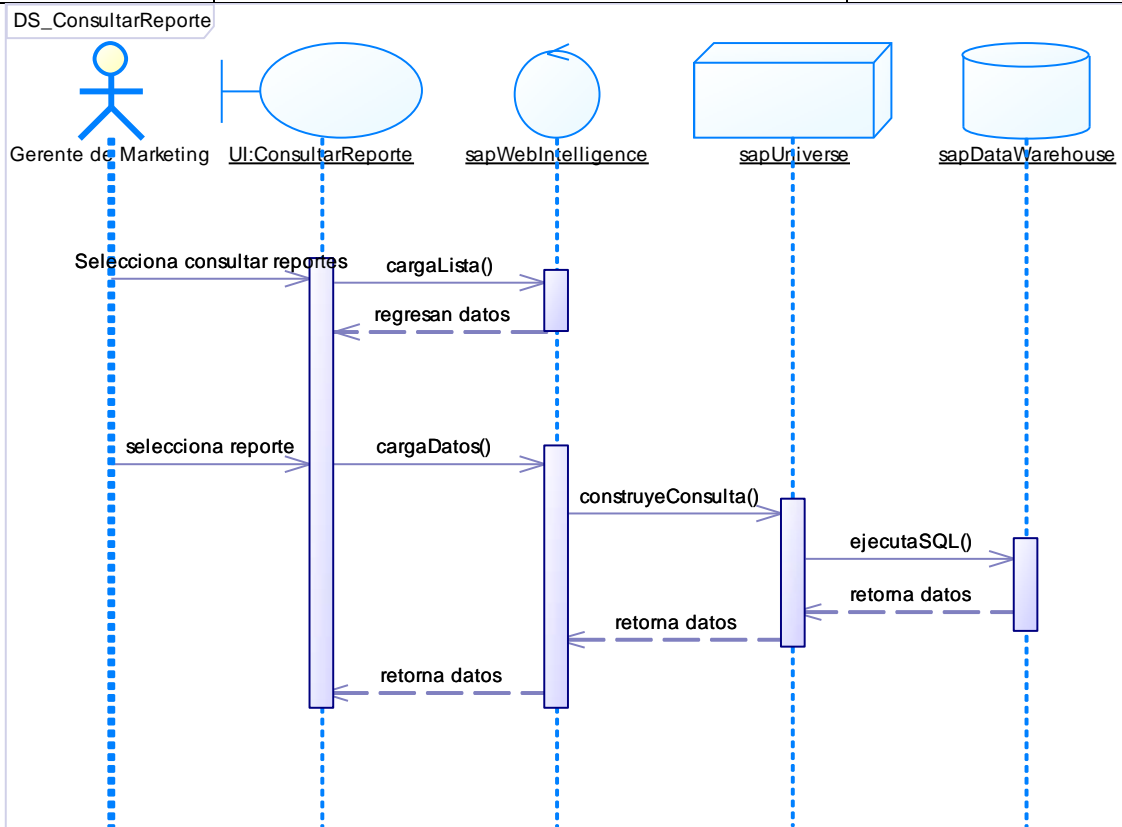 DS_ConsultarReporte
Gerente de Marketing
UI:ConsultarReporte
sapWebIntelligence
sapUniverse
sapDataWarehouse
Selecciona consultar reportes
cargaLista()
regresan datos
selecciona reporte
cargaDatos()
construyeConsulta()
ejecutaSQL()
retorna datos
retorna datos
retorna datos